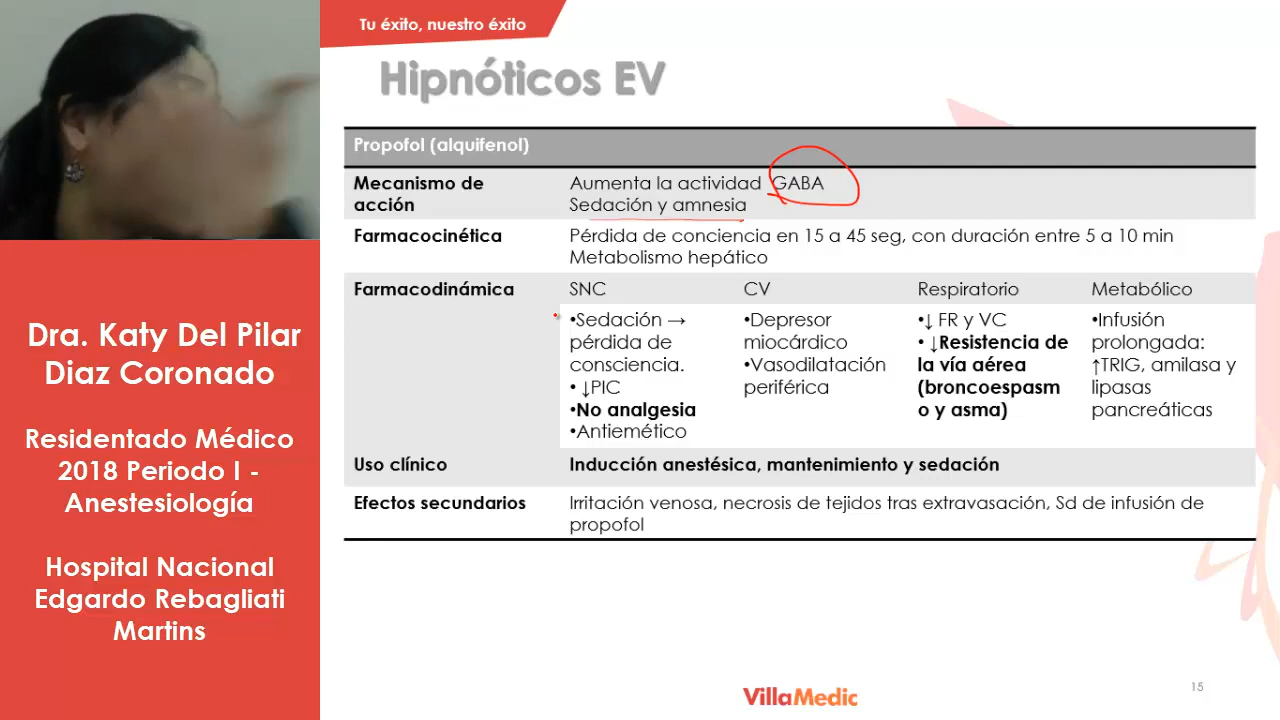 Tu éxito, nuestro éxito
Hipnóticos EV
Propofol (alquifenol)
Mecanismo de acción
Aumenta la actividad GABA
Sedación y amnesia
Farmacocinética
Pérdida de conciencia en 15 a 45 seg, con duración entre 5 a 10 min
Metabolismo hepático
Farmacodinámica
SNC
CV
Respiratorio
Metabólico
•Sedación →
pérdida de
consciencia.
• ↓PIC
•No analgesia
•Antiemético
•Depresor
miocárdico
•Vasodilatación
periférica
•↓ FR y VC
• ↓Resistencia de
la vía aérea
(broncoespasm
o y asma)
•Infusión
prolongada:
↑TRIG, amilasa y
lipasas
pancreáticas
Uso clínico
Inducción anestésica, mantenimiento y sedación
Efectos secundarios
Irritación venosa, necrosis de tejidos tras extravasación, Sd de infusión de
propofol
Dra. Katy Del Pilar
Diaz Coronado
Residentado Médico
2018 Periodo I -
Anestesiología
Hospital Nacional
Edgardo Rebagliati
Martins
VillaMedic
15